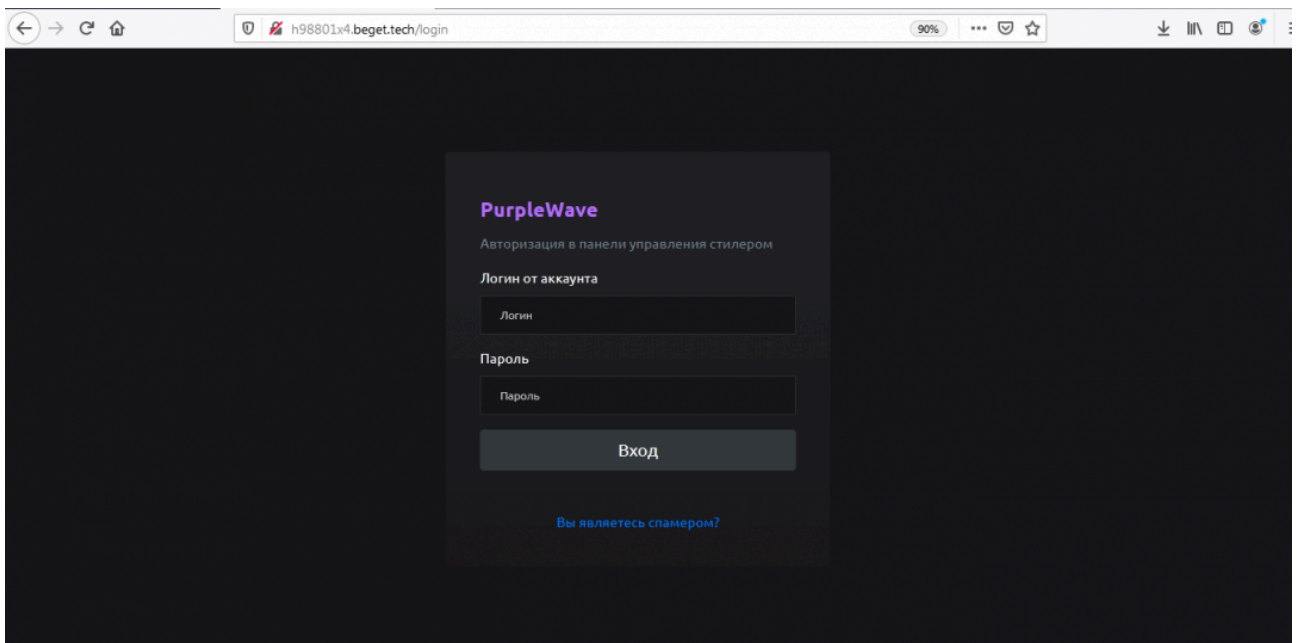 h98801x4.beget.tech/login
90%
PurpleWave
Авторизация в панели управления стилером
Логин от аккаунта
Логин
Пароль
Пароль
Вход
Вы являетесь спамером?